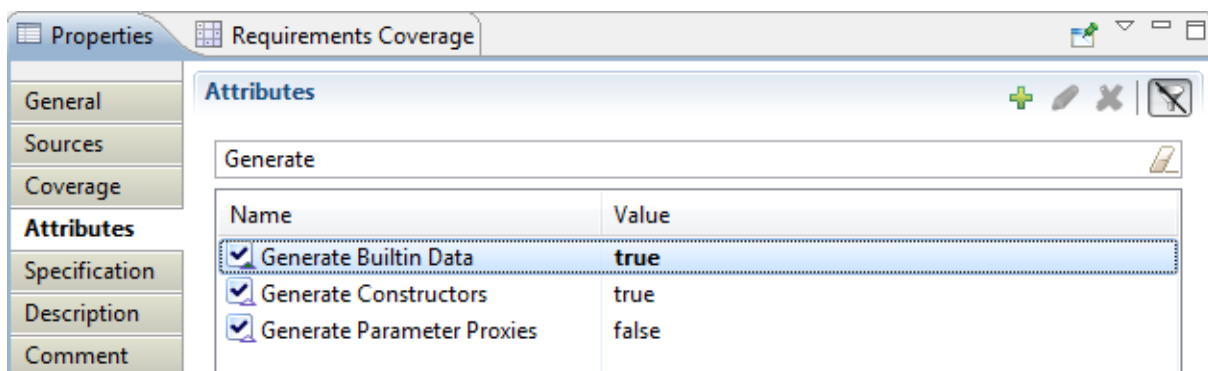 Properties Requirements Coverage
General
Sources
Coverage
Attributes
Specification
Description
Comment
Attributes
Generate
Name Value
Generate Builtin Data true
Generate Constructors true
Generate Parameter Proxies false